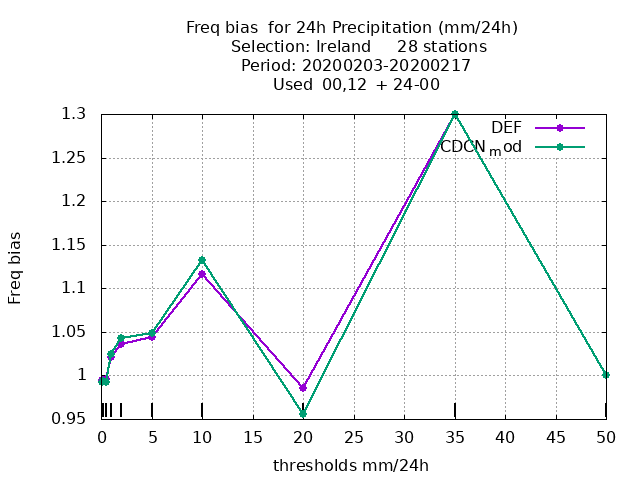 Freq bias  for 24h Precipitation (mm/24h)
Selection: Ireland     28 stations
Period: 20200203-20200217
Used  00,12  + 24-00
DEF
CDCN_mod
1.3
1.25
1.2
1.15
1.1
1.05
1
0.95
Freq bias
0 5 10 15 20 25 30 35 40 45 50
thresholds mm/24h